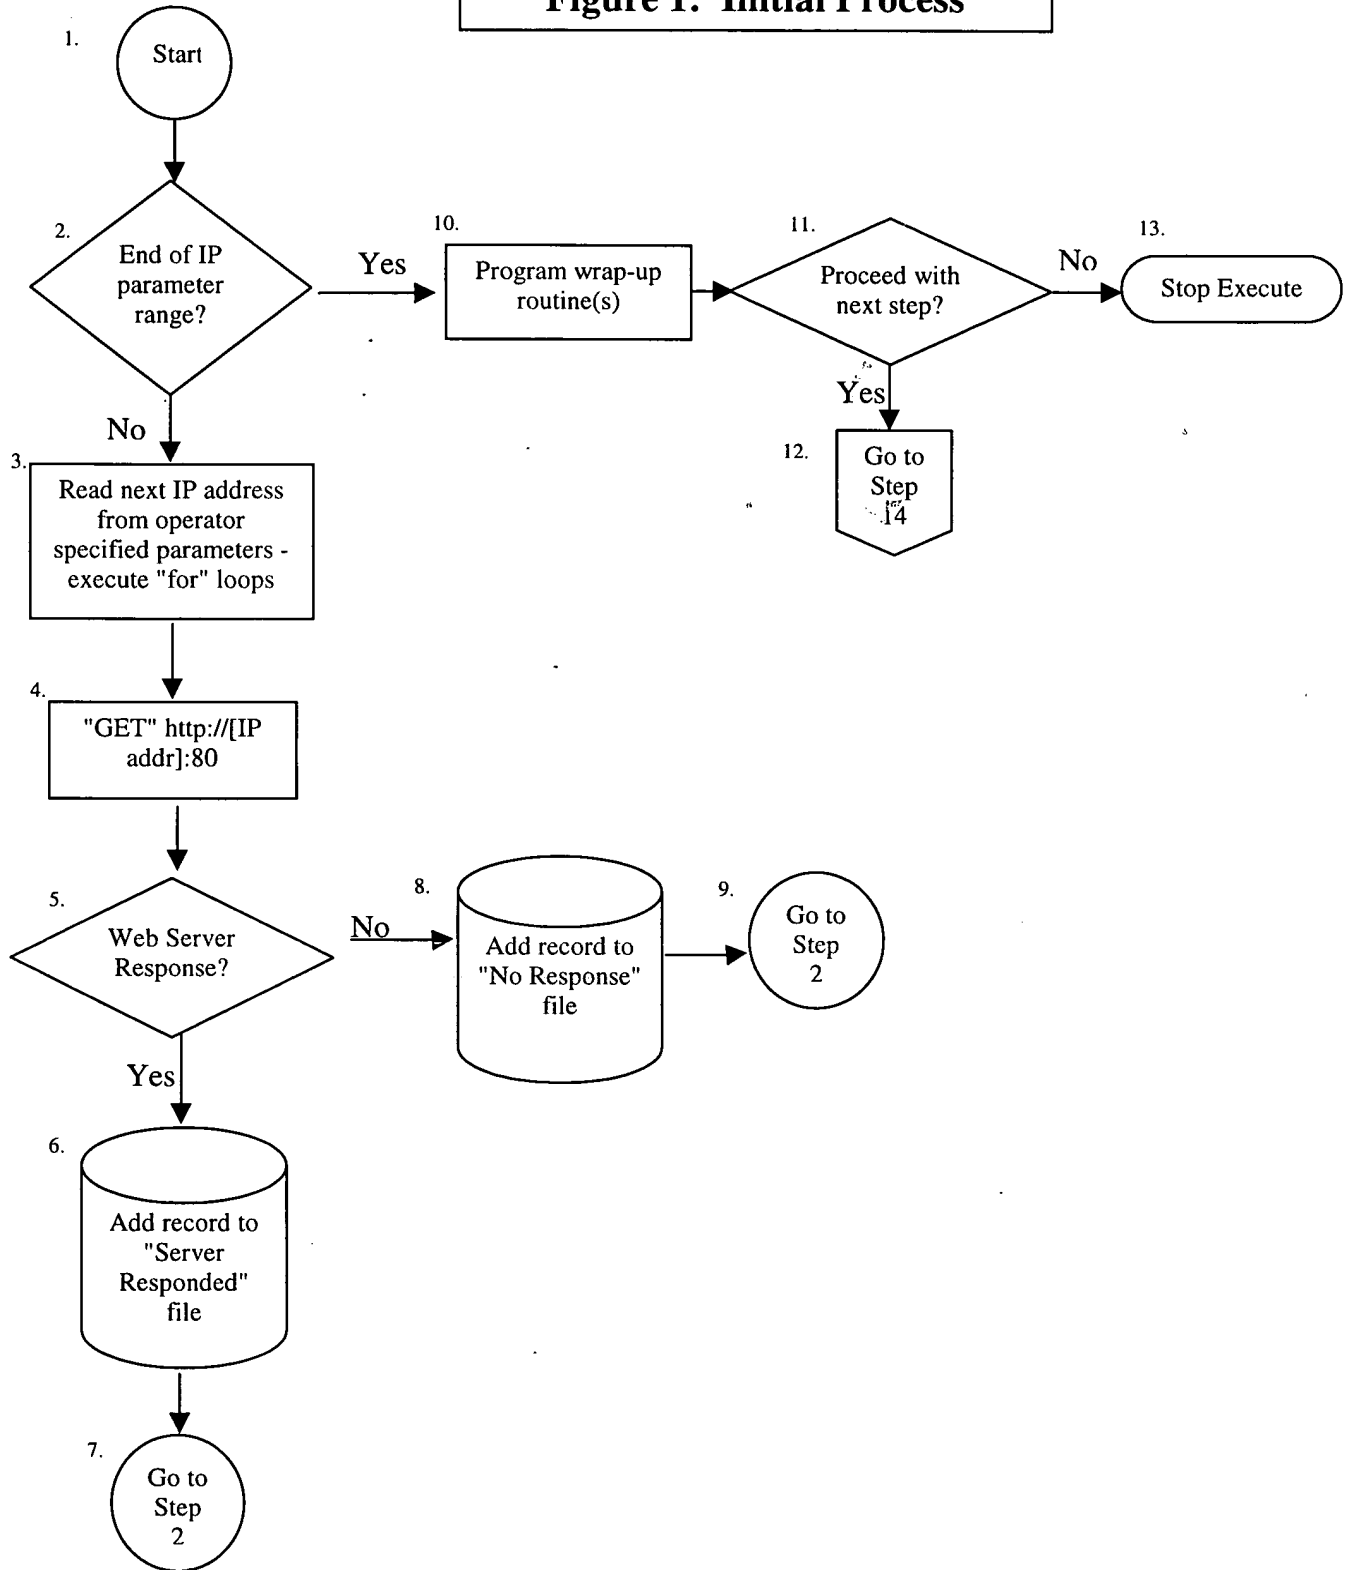 Figure 1: Initial Process
1.
Start
2.
End of IP
parameter
range?
Yes
10.
Program wrap-up
routine(s)
11.
Proceed with
next step?
No
13.
Stop Execute
Yes
12.
Go to
Step
14
No
3.
Read next IP address
from operator
specified parameters -
execute "for" loops
4.
"GET" http://[IP
addr]:80
5.
Web Server
Response?
No
8.
Add record to
"No Response"
file
9.
Go to
Step
2
Yes
6.
Add record to
"Server
Responded"
file
7.
Go to
Step
2